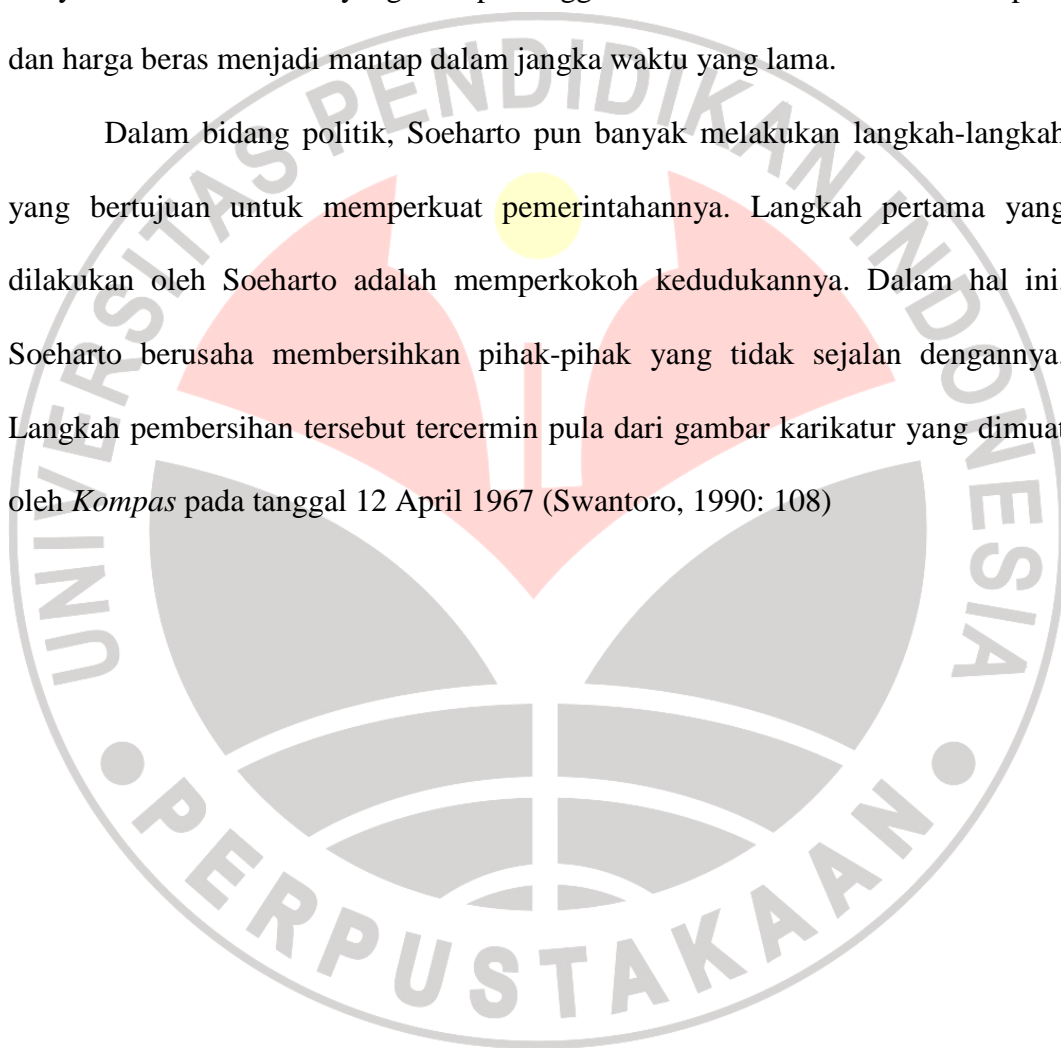 dan harga beras menjadi mantap dalam jangka waktu yang lama.
Dalam bidang politik, Soeharto pun banyak melakukan langkah-langkah
yang bertujuan untuk memperkuat pemerintahannya. Langkah pertama yang
dilakukan oleh Soeharto adalah memperkokoh kedudukannya. Dalam hal ini,
Soeharto berusaha membersihkan pihak-pihak yang tidak sejalan dengannya.
Langkah pembersihan tersebut tercermin pula dari gambar karikatur yang dimuat
oleh Kompas pada tanggal 12 April 1967 (Swantoro, 1990: 108)
UNIVERSITAS PENDIDIKAN INDONESIA
PERPUSTAKAAN